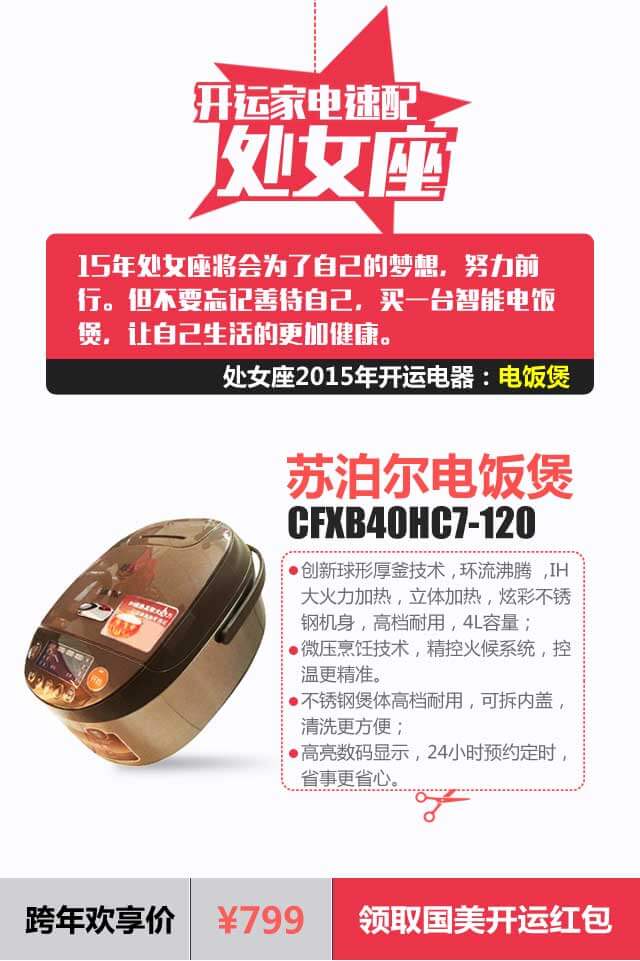 开运家电速配
处女座
15年处女座将会为了自己的梦想，努力前
行。但不要忘记善待自己，买一台智能电饭
煲，让自己生活的更加健康。
处女座2015年开运电器：电饭煲
苏泊尔电饭煲
CFXB40HC7-120
创新球形厚釜技术，环流沸腾 ,IH
大火力加热，立体加热，炫彩不锈
钢机身，高档耐用，4L容量；
微压烹饪技术，精控火候系统，控
温更精准。
不锈钢煲体高档耐用，可拆内盖，
清洗更方便；
高亮数码显示，24小时预约定时，
省事更省心。
跨年欢享价
¥799
领取国美开运红包